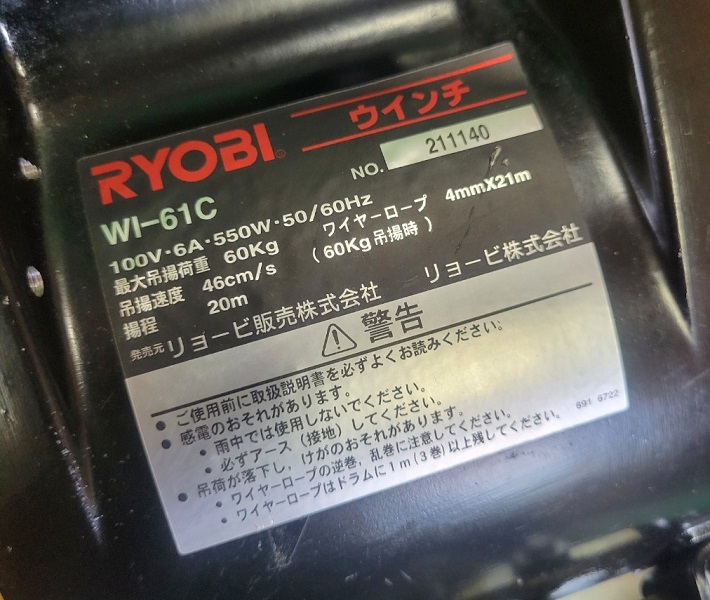 RYOBI® ウインチ
NO. 211140
WI-61C
100V・6A・550W・50/60Hz
最大吊揚荷重 60Kg ワイヤーロープ 4mmX21m
吊揚速度 46cm/s (60Kg吊揚時)
揚程 20m
発売元 リョービ販売株式会社 リョービ株式会社
警告
● ご使用前に取扱説明書を必ずよくお読みください。
● 感電のおそれがあります。
・雨中では使用しないでください。
・必ずアース(接地)してください。
● 吊荷が落下し,けがのおそれがあります。
・ワイヤーロープの逆巻,乱巻に注意してください。
・ワイヤーロープはドラムに1m(3巻)以上残してください。
691 6722